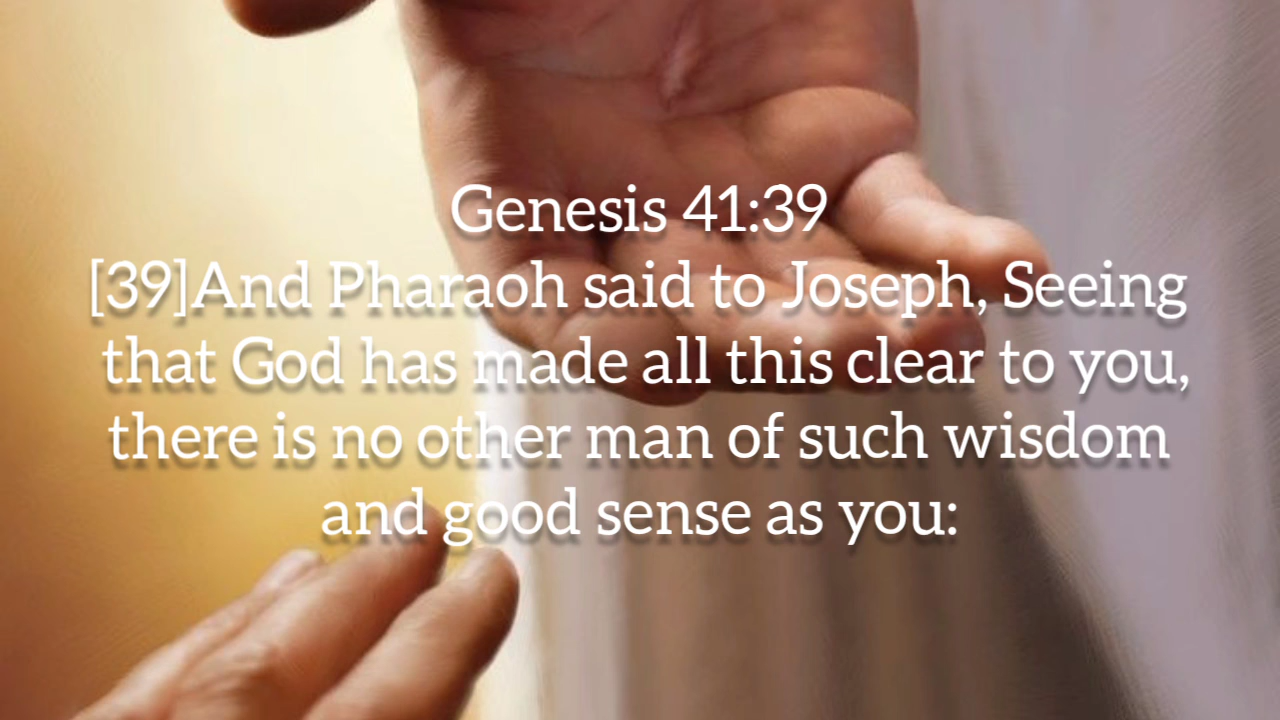 Genesis 41:39
[39]And Pharaoh said to Joseph, Seeing
that God has made all this clear to you,
there is no other man of such wisdom
and good sense as you: